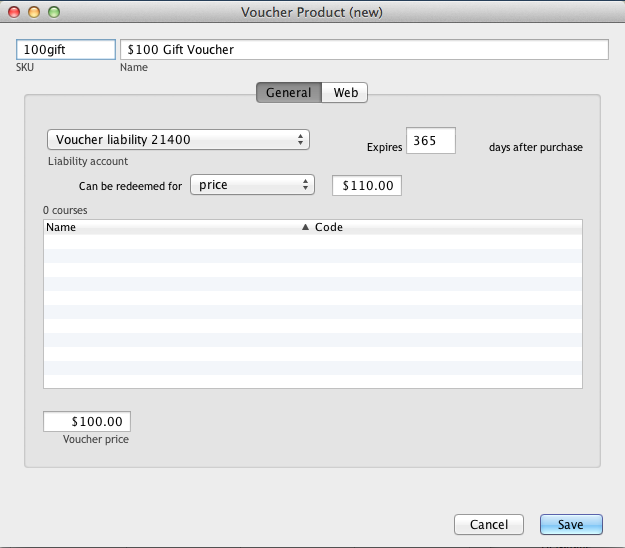 Voucher Product (new)
100gift $100 Gift Voucher
SKU Name
General Web
Voucher liability 21400 Expires 365 days after purchase
Liability account
Can be redeemed for price $110.00
0 courses
Name Code
$100.00
Voucher price
Cancel Save